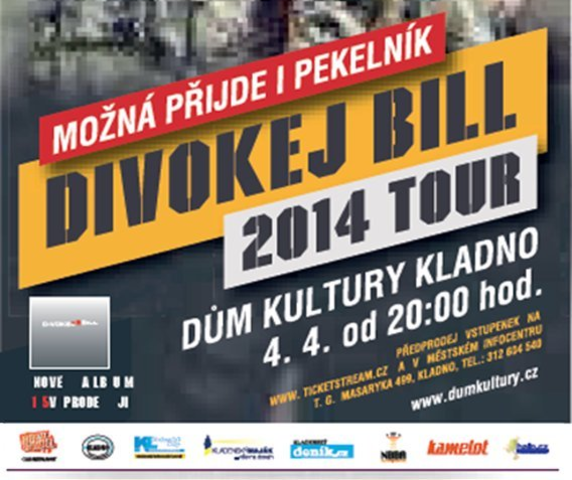 MOŽNÁ PŘIJDE I PEKELNÍK
DIVOKEJ BILL
2014 TOUR
DŮM KULTURY KLADNO
4. 4. od 20:00 hod.
PŘEDPRODEJ VSTUPENEK NA
WWW. TICKETSTREAM.CZ A V MĚSTSKÉM INFOCENTRU
T. G. MASARYKA 499, KLADNO, TEL.: 312 604 540
www.dumkultury.cz
NOVÉ ALBUM
15 V PRODEJI
deník.cz
kamelot